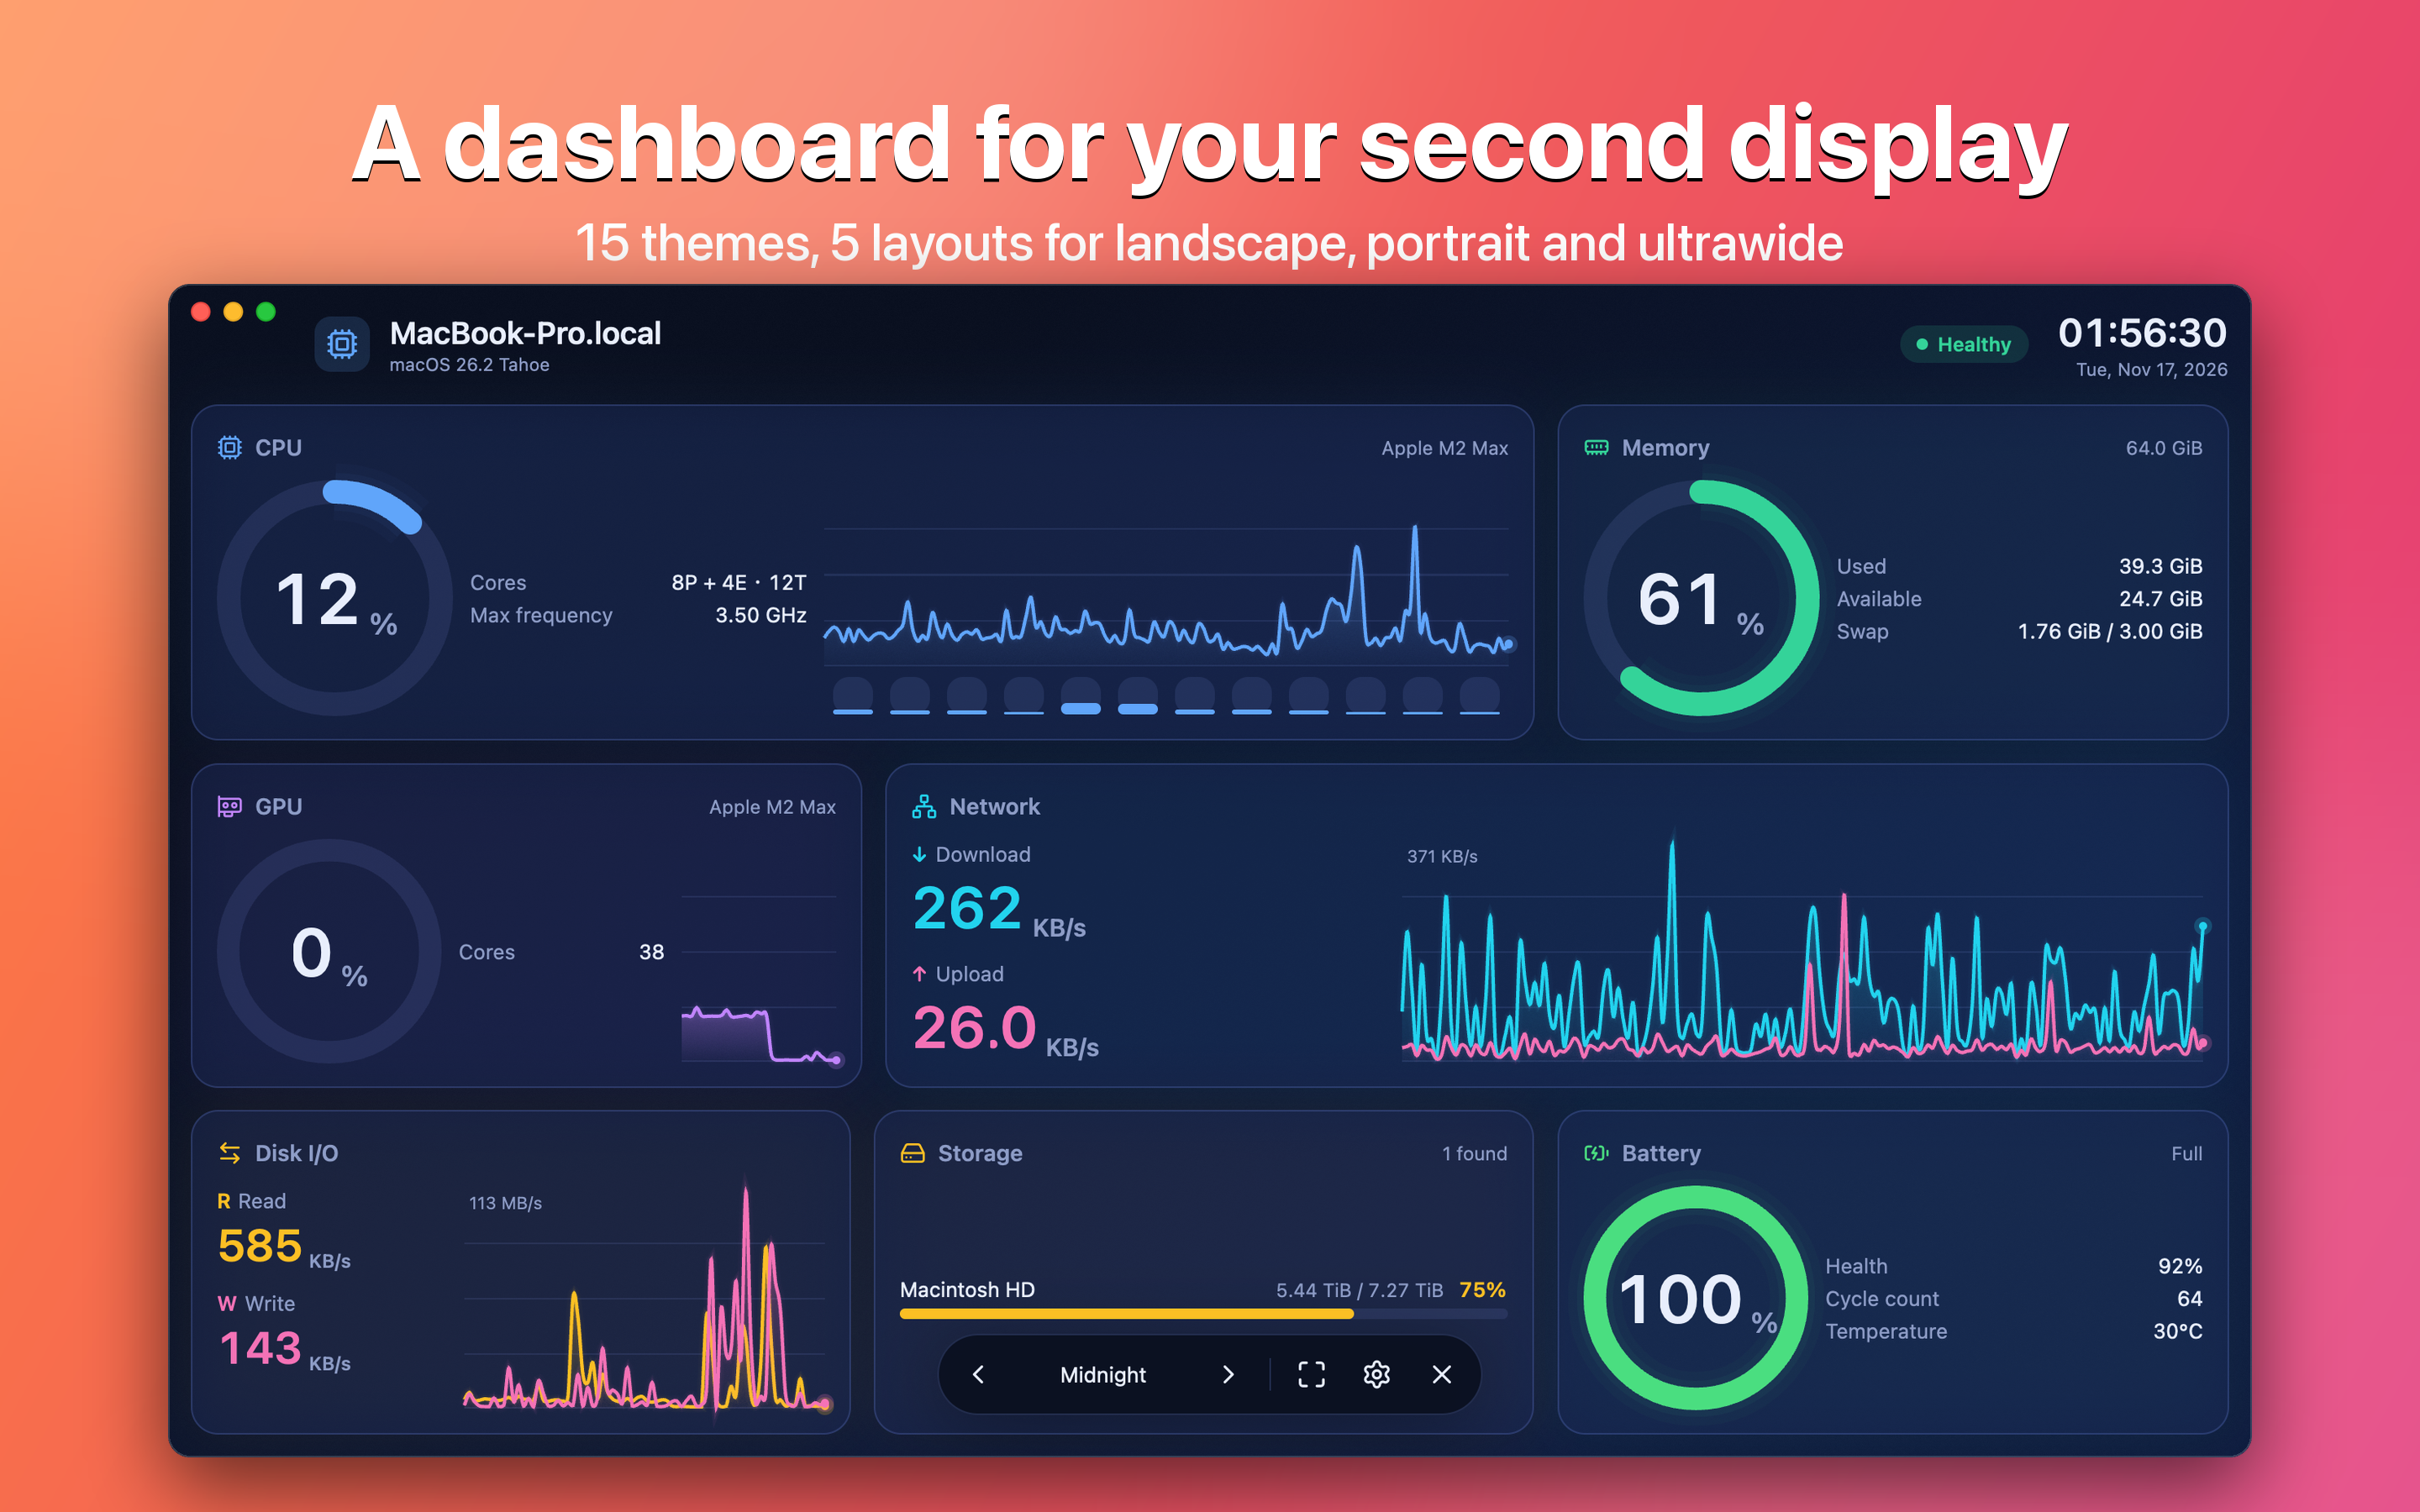 A dashboard for your second display
15 themes, 5 layouts for landscape, portrait and ultrawide
MacBook-Pro.local
macOS 26.2 Tahoe
Healthy
01:56:30
Tue, Nov 17, 2026
CPU
Apple M2 Max
12 %
Cores 8P + 4E · 12T
Max frequency 3.50 GHz
Memory
64.0 GiB
61 %
Used 39.3 GiB
Available 24.7 GiB
Swap 1.76 GiB / 3.00 GiB
GPU
Apple M2 Max
0 %
Cores 38
Network
Download
262 KB/s
Upload
26.0 KB/s
371 KB/s
Disk I/O
R Read
585 KB/s
W Write
143 KB/s
113 MB/s
Storage
1 found
Macintosh HD 5.44 TiB / 7.27 TiB 75%
Midnight
Battery
Full
100 %
Health 92%
Cycle count 64
Temperature 30°C